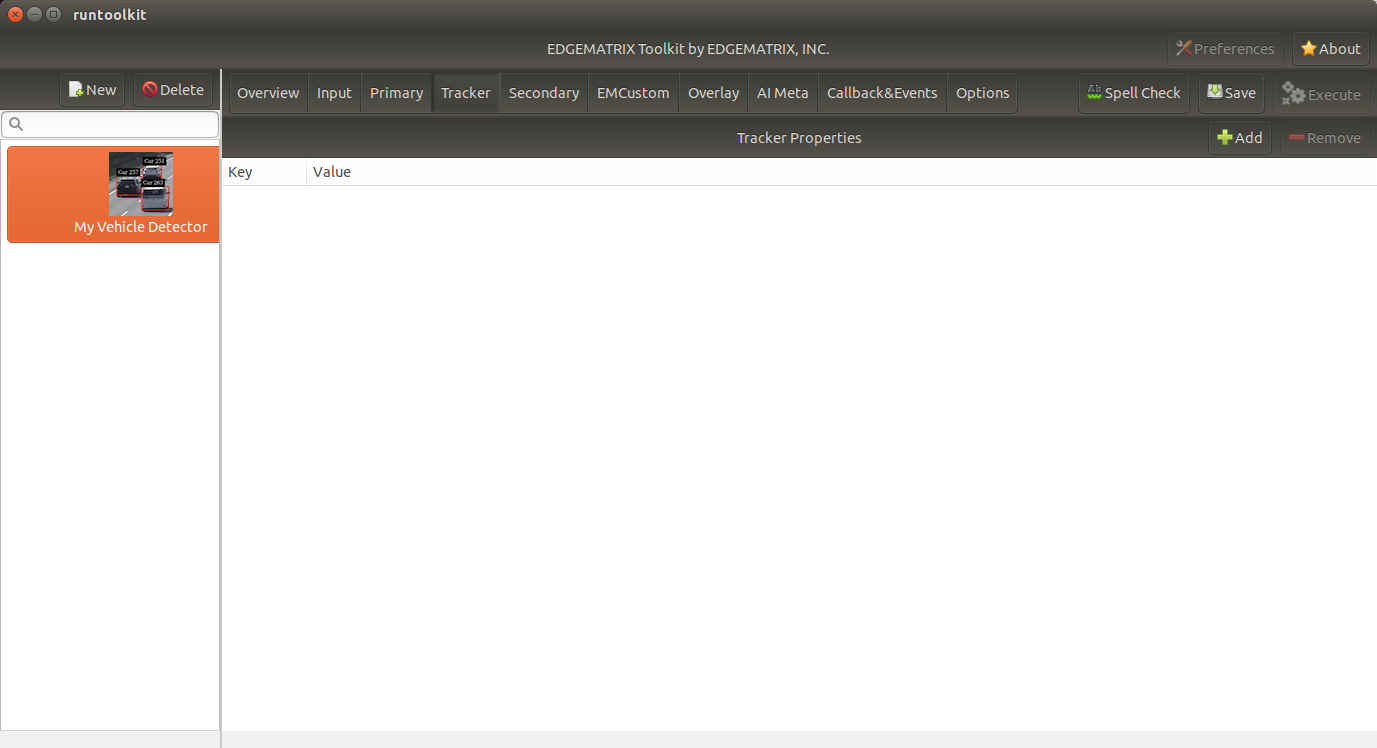 runtoolkit
EDGEMATRIX Toolkit by EDGEMATRIX, INC.
Preferences
About
New
Delete
Overview
Input
Primary
Tracker
Secondary
EMCustom
Overlay
AI Meta
Callback&Events
Options
Spell Check
Save
Execute
Tracker Properties
Add
Remove
Key
Value
Car 251
Car 257
Car 263
My Vehicle Detector